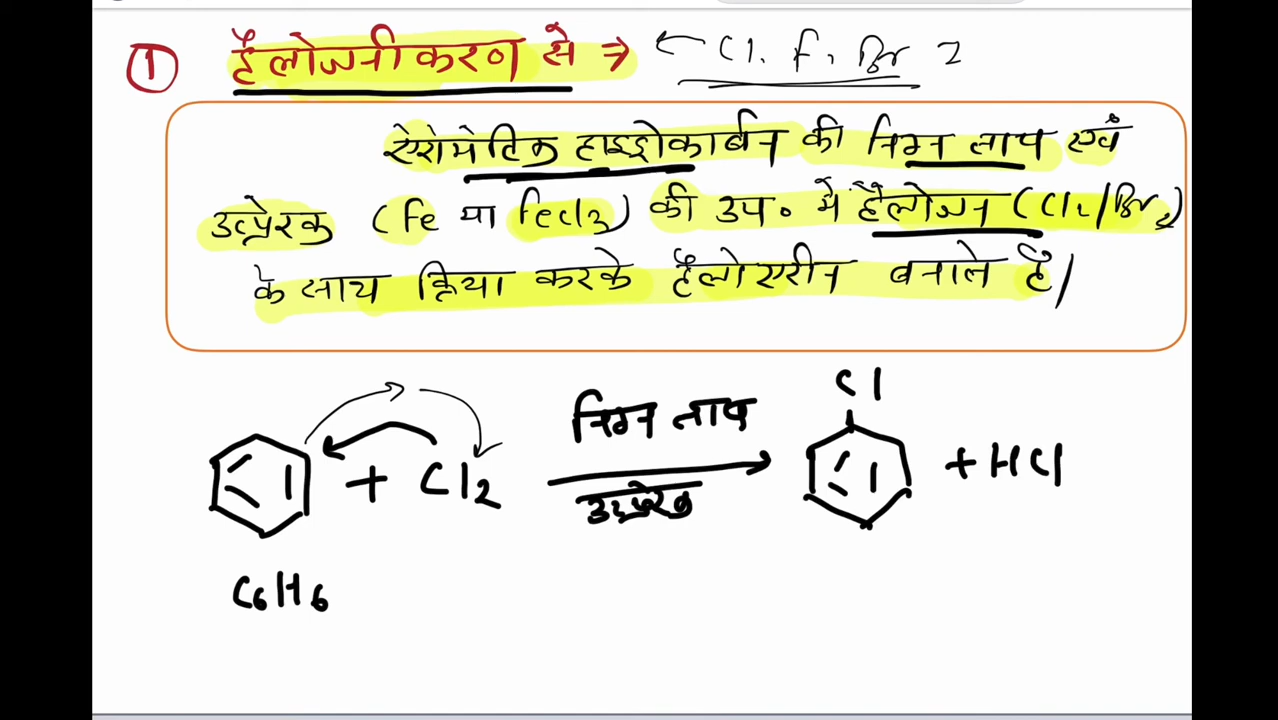 ① हैलोजनीकरण से → ← Cl, F, Br, I
ऐरोमेटिक हाइड्रोकार्बन की निम्न ताप एवं
उत्प्रेरक (Fe या FeCl3) की उप० में हैलोजन (Cl2/Br2)
के साथ क्रिया करके हैलोएरीन बनाते है।
निम्न ताप
Cl
+ Cl2 → + HCl
उत्प्रेरक
C6H6